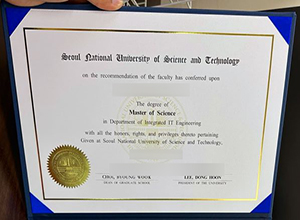 Seoul National University of Science and Technology
on the recommendation of the faculty has conferred upon
The degree of
Master of Science
in Department of Integrated IT Engineering
with all the honors, rights, and privileges thereto pertaining
Given at Seoul National University of Science and Technology,
LEE, DONG HOON
DEAN OF GRADUATE SCHOOL
PRESIDENT OF THE UNIVERSITY